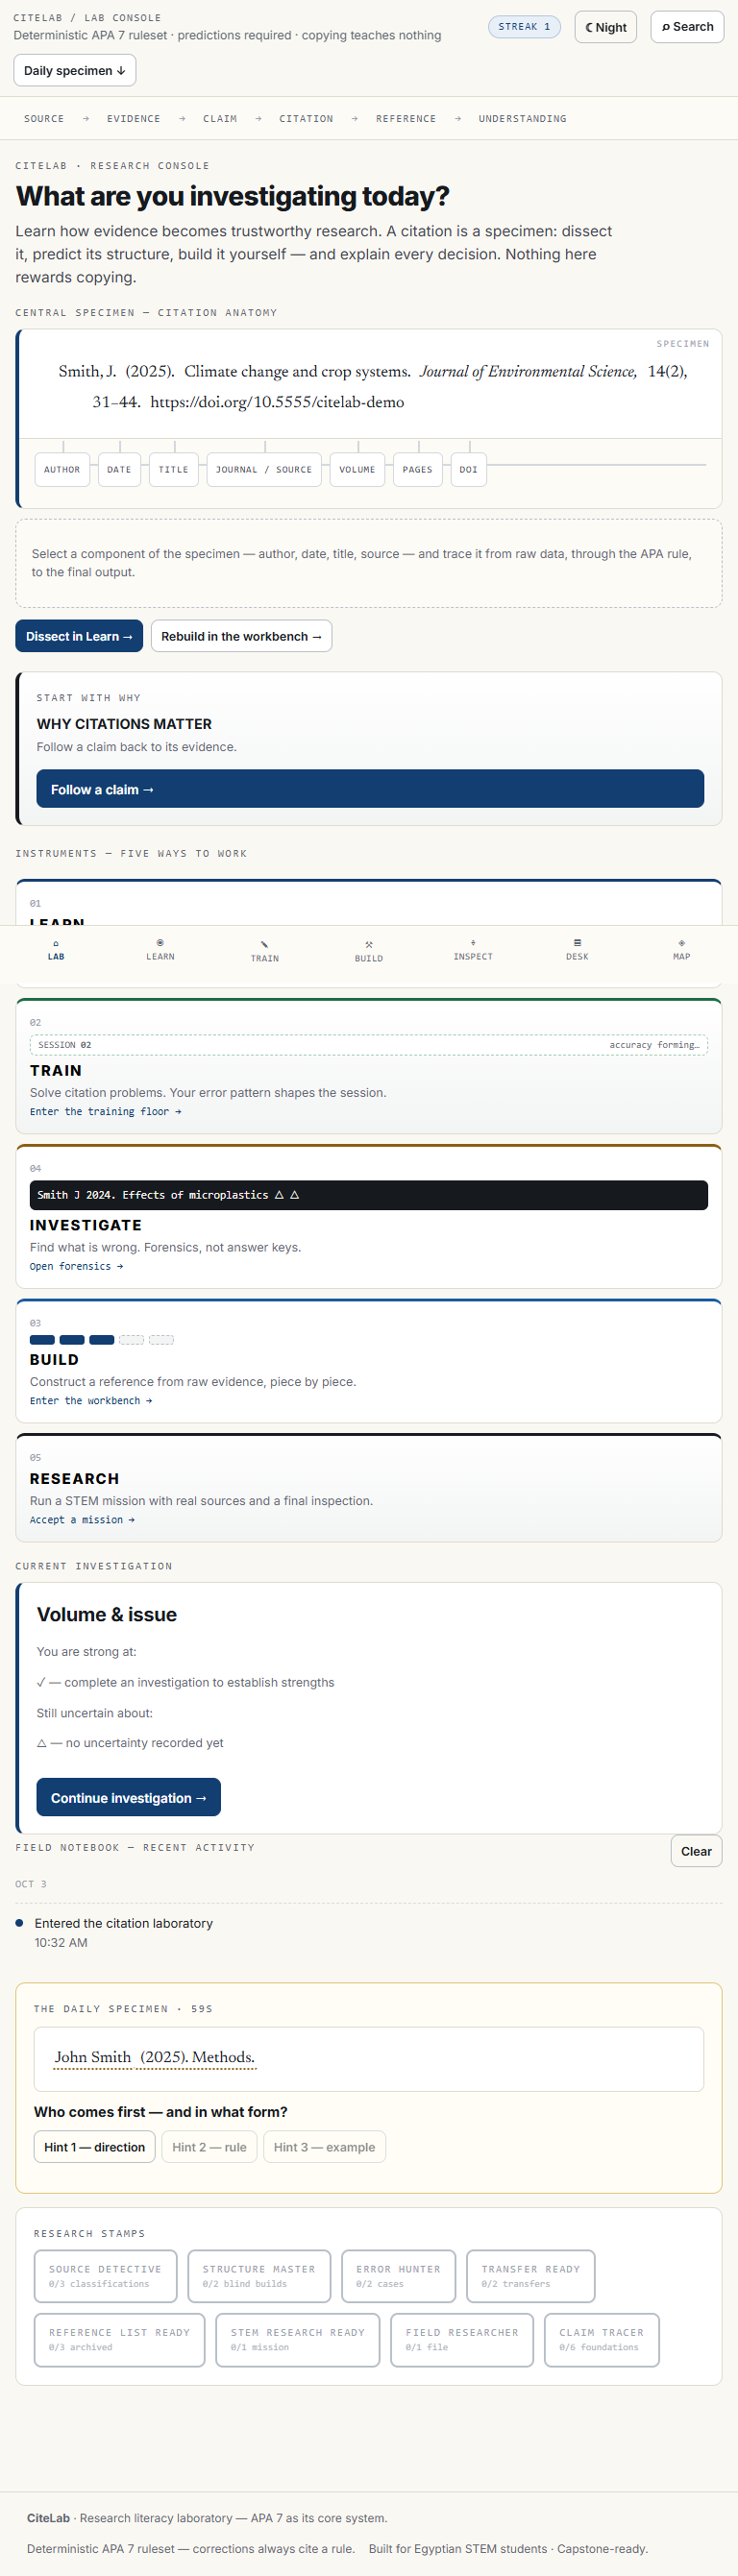 CITELAB / LAB CONSOLE
Deterministic APA 7 ruleset · predictions required · copying teaches nothing
STREAK 1
☾ Night
⌕ Search
Daily specimen ↓
SOURCE → EVIDENCE → CLAIM → CITATION → REFERENCE → UNDERSTANDING
CITELAB · RESEARCH CONSOLE
What are you investigating today?
Learn how evidence becomes trustworthy research. A citation is a specimen: dissect
it, predict its structure, build it yourself — and explain every decision. Nothing here
rewards copying.
CENTRAL SPECIMEN — CITATION ANATOMY
SPECIMEN
Smith, J. (2025). Climate change and crop systems. Journal of Environmental Science, 14(2),
31–44. https://doi.org/10.5555/citelab-demo
AUTHOR DATE TITLE JOURNAL / SOURCE VOLUME PAGES DOI
Select a component of the specimen — author, date, title, source — and trace it from raw data, through the APA rule,
to the final output.
Dissect in Learn → Rebuild in the workbench →
START WITH WHY
WHY CITATIONS MATTER
Follow a claim back to its evidence.
Follow a claim →
INSTRUMENTS — FIVE WAYS TO WORK
01
LEARN
LAB LEARN TRAIN BUILD INSPECT DESK MAP
02
SESSION 02 accuracy forming…
TRAIN
Solve citation problems. Your error pattern shapes the session.
Enter the training floor →
04
Smith J 2024. Effects of microplastics △ △
INVESTIGATE
Find what is wrong. Forensics, not answer keys.
Open forensics →
03
BUILD
Construct a reference from raw evidence, piece by piece.
Enter the workbench →
05
RESEARCH
Run a STEM mission with real sources and a final inspection.
Accept a mission →
CURRENT INVESTIGATION
Volume & issue
You are strong at:
✓ — complete an investigation to establish strengths
Still uncertain about:
△ — no uncertainty recorded yet
Continue investigation →
FIELD NOTEBOOK — RECENT ACTIVITY
Clear
OCT 3
Entered the citation laboratory
10:32 AM
THE DAILY SPECIMEN · 59S
John Smith (2025). Methods.
Who comes first — and in what form?
Hint 1 — direction Hint 2 — rule Hint 3 — example
RESEARCH STAMPS
SOURCE DETECTIVE STRUCTURE MASTER ERROR HUNTER TRANSFER READY
0/3 classifications 0/2 blind builds 0/2 cases 0/2 transfers
REFERENCE LIST READY STEM RESEARCH READY FIELD RESEARCHER CLAIM TRACER
0/3 archived 0/1 mission 0/1 file 0/6 foundations
CiteLab · Research literacy laboratory — APA 7 as its core system.
Deterministic APA 7 ruleset — corrections always cite a rule. Built for Egyptian STEM students · Capstone-ready.